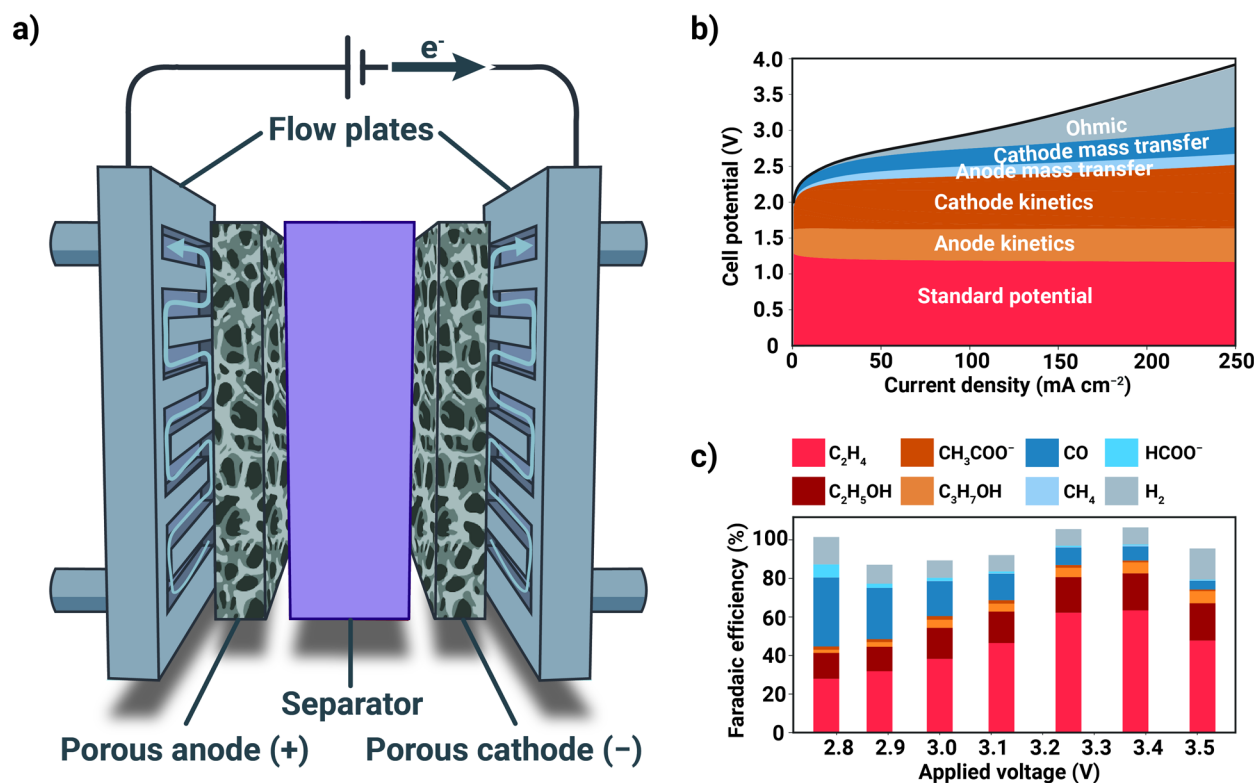 a)
e⁻
Flow plates
Separator
Porous anode (+)
Porous cathode (−)
b)
Cell potential (V)
4.0
3.5
3.0
2.5
2.0
1.5
1.0
0.5
0
Ohmic
Cathode mass transfer
Anode mass transfer
Cathode kinetics
Anode kinetics
Standard potential
0 50 100 150 200 250
Current density (mA cm⁻²)
c)
C₂H₄ CH₃COO⁻ CO HCOO⁻
C₂H₅OH C₃H₇OH CH₄ H₂
Faradaic efficiency (%)
100
80
60
40
20
0
2.8 2.9 3.0 3.1 3.2 3.3 3.4 3.5
Applied voltage (V)